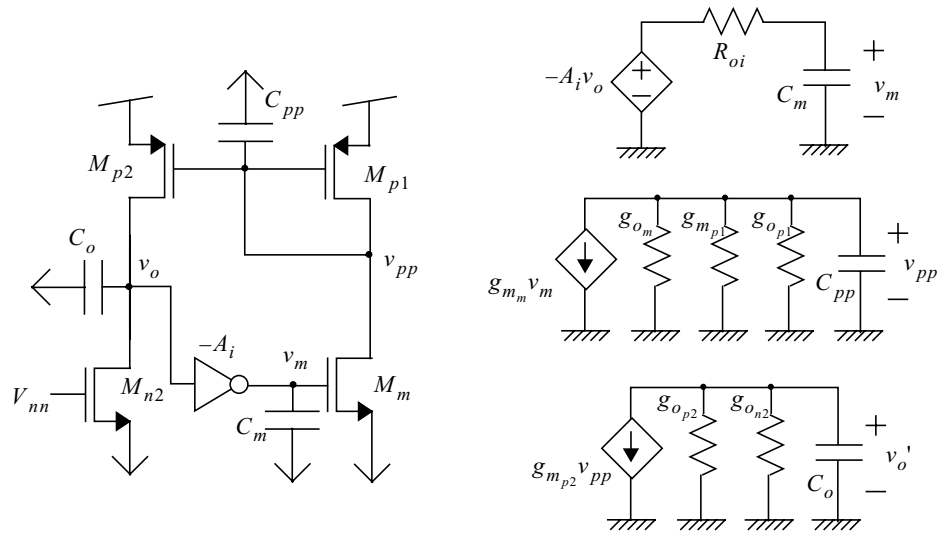 C_pp
M_p2
M_p1
C_o
v_o
v_pp
–A_i
v_m
V_nn
M_n2
M_m
C_m
R_oi
–A_i v_o
+
–
C_m
+
v_m
–
g_o_m
g_m_p1
g_o_p1
g_m_m v_m
C_pp
+
v_pp
–
g_o_p2
g_o_n2
g_m_p2 v_pp
C_o
+
v_o'
–